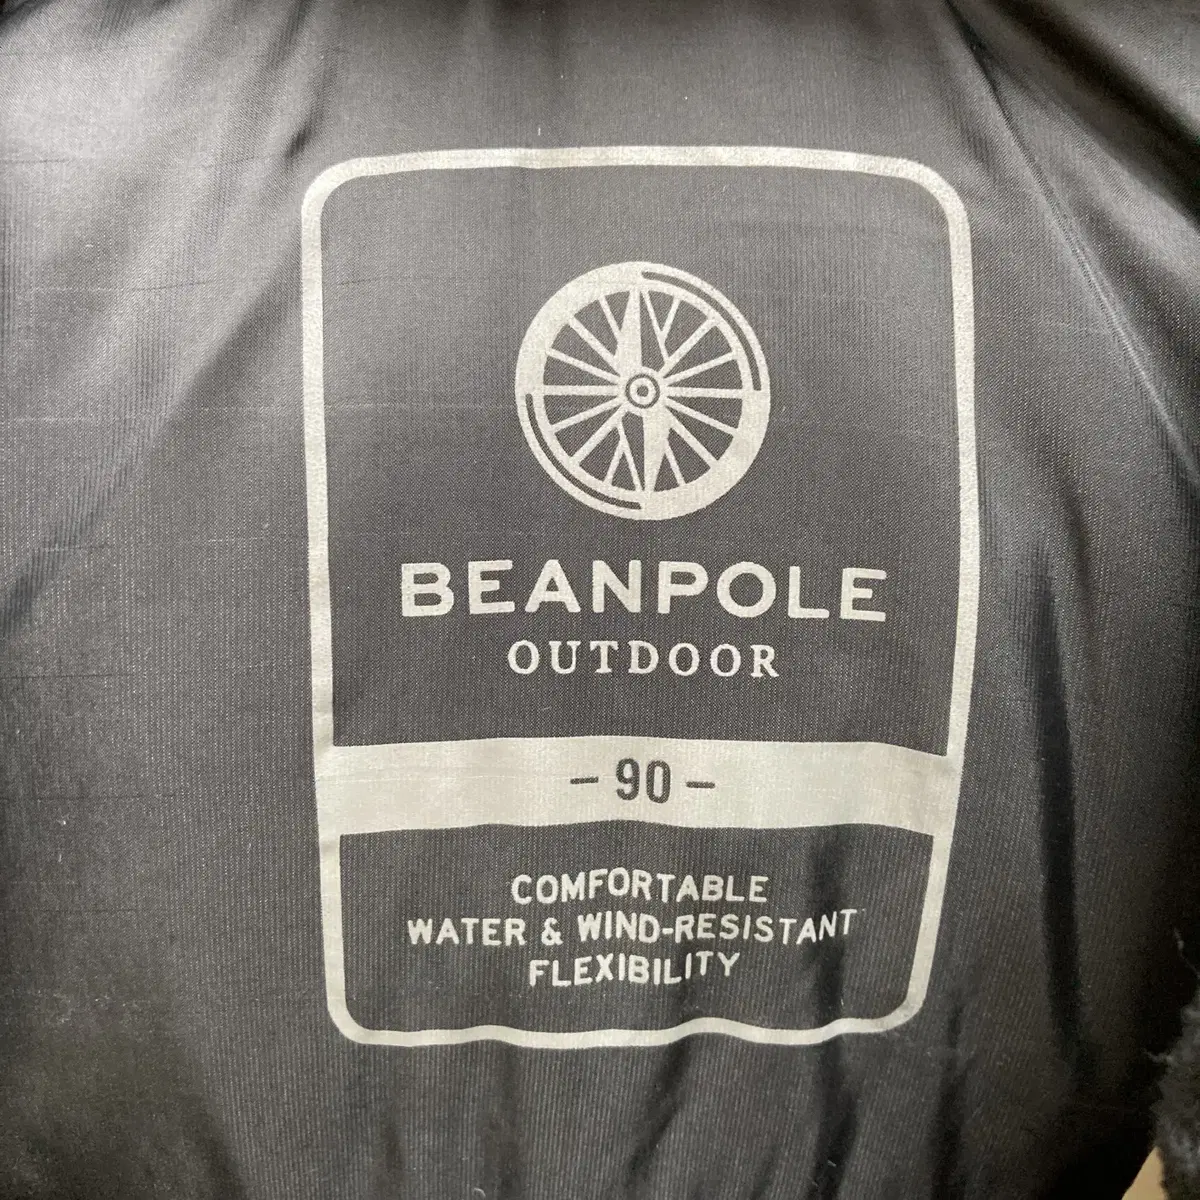 BEANPOLE
OUTDOOR
- 90 -
COMFORTABLE
WATER & WIND-RESISTANT
FLEXIBILITY